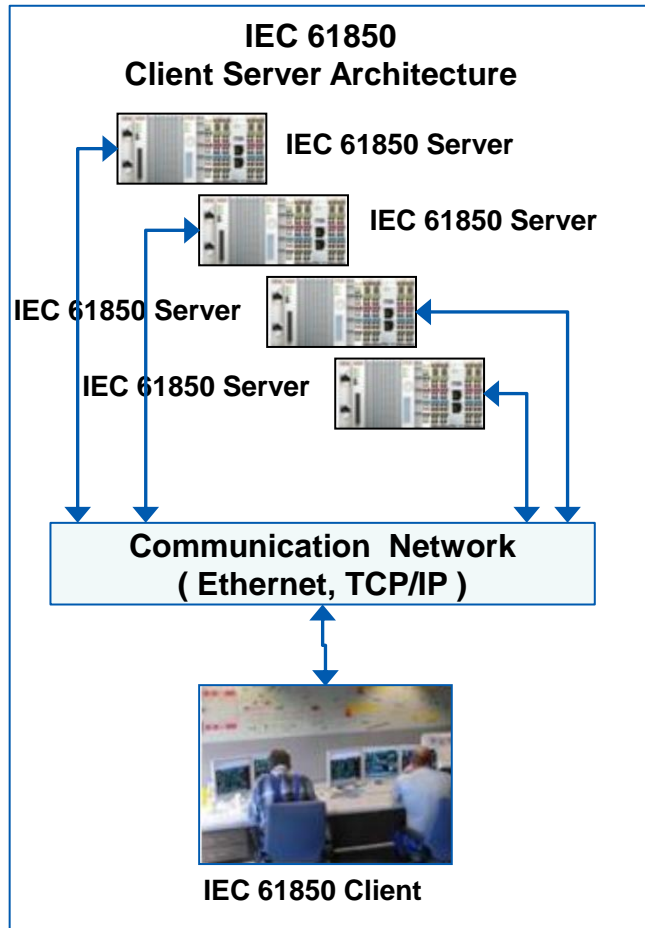 IEC 61850
Client Server Architecture
IEC 61850 Server
IEC 61850 Server
IEC 61850 Server
IEC 61850 Server
Communication Network
( Ethernet, TCP/IP )
IEC 61850 Client